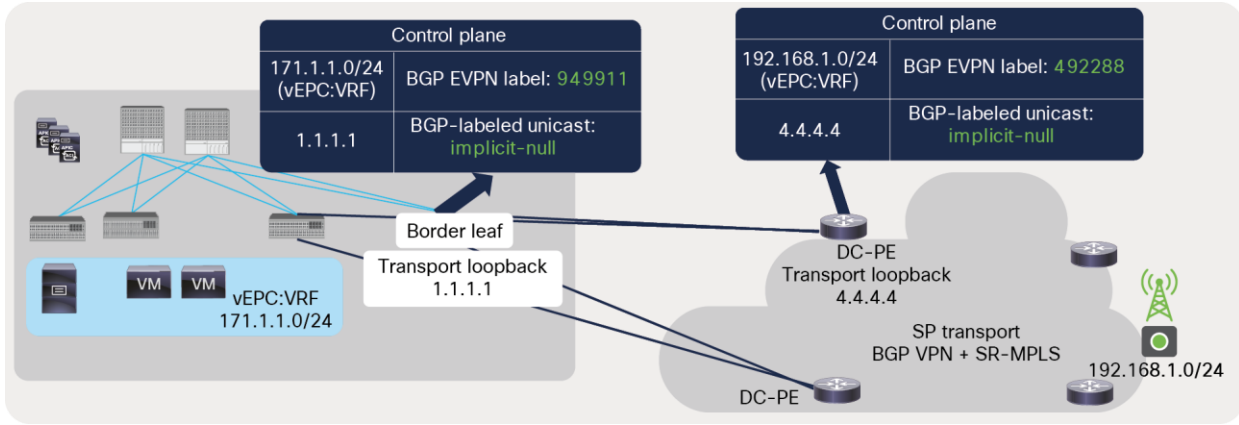 Control plane
171.1.1.0/24
(vEPC:VRF)
BGP EVPN label: 949911
1.1.1.1
BGP-labeled unicast:
implicit-null
Control plane
192.168.1.0/24
(vEPC:VRF)
BGP EVPN label: 492288
4.4.4.4
BGP-labeled unicast:
implicit-null
APIC
Border leaf
Transport loopback
1.1.1.1
VM
VM
vEPC:VRF
171.1.1.0/24
DC-PE
Transport loopback
4.4.4.4
SP transport
BGP VPN + SR-MPLS
192.168.1.0/24
DC-PE